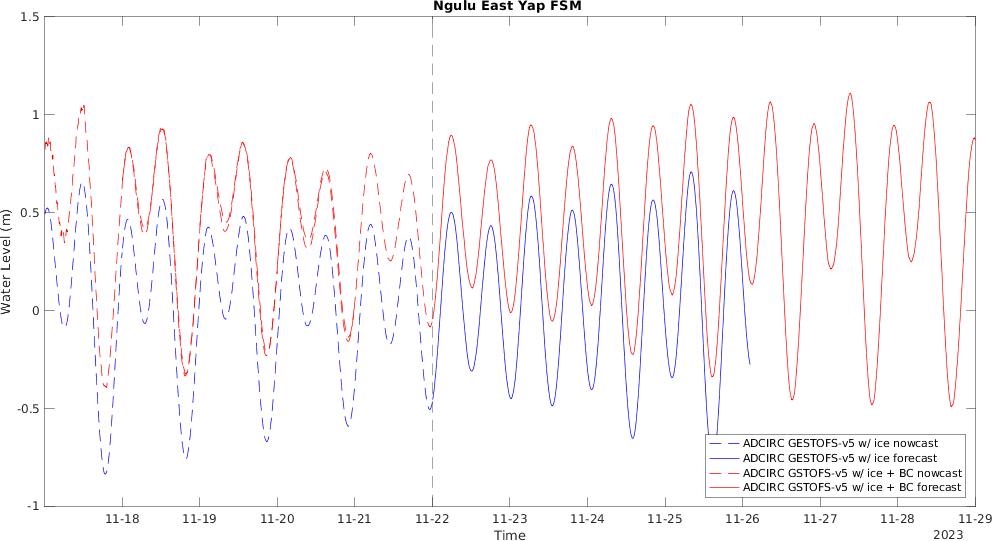 Ngulu East Yap FSM
1.5
1
0.5
0
-0.5
-1
Water Level (m)
ADCIRC GESTOFS-v5 w/ ice nowcast
ADCIRC GESTOFS-v5 w/ ice forecast
ADCIRC GSTOFS-v5 w/ ice + BC nowcast
ADCIRC GSTOFS-v5 w/ ice + BC forecast
11-18 11-19 11-20 11-21 11-22 11-23 11-24 11-25 11-26 11-27 11-28 11-29
Time
2023